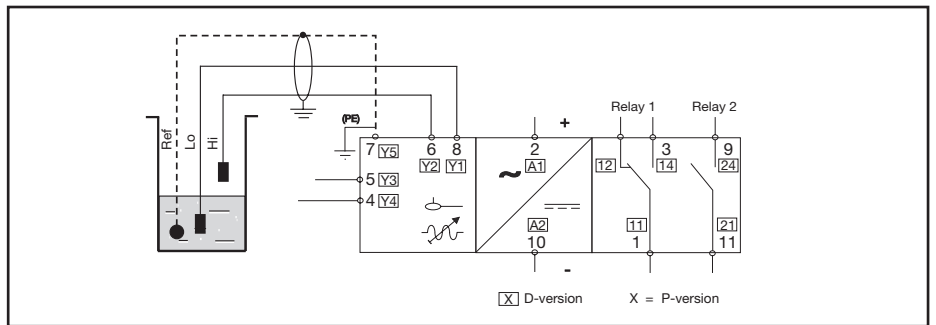 Relay 1 Relay 2
(PE)
+
Ref
Lo
Hi
7 Y5 6 8 2 3 9
Y2 Y1 A1 12 14 24
~
5 Y3
4 Y4
A2 11 21
10 1 11
-
X D-version X = P-version